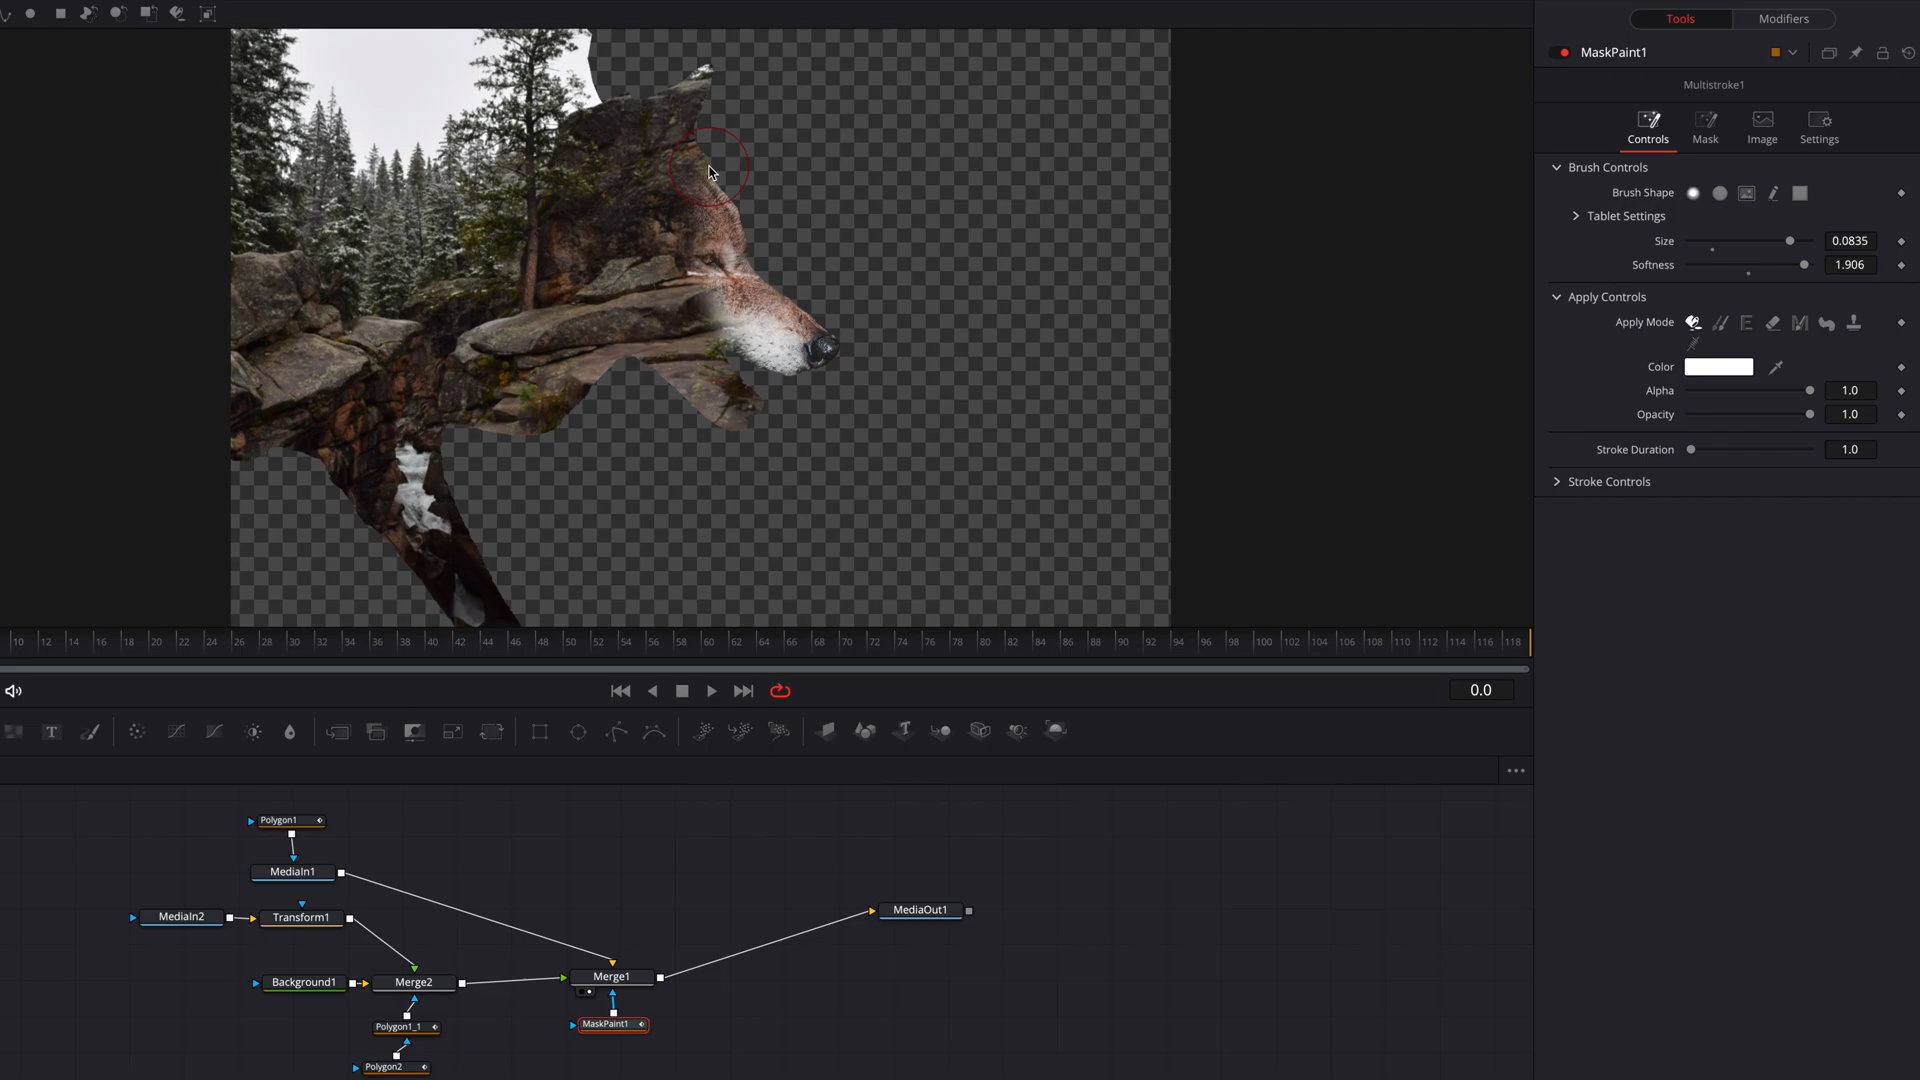 Tools
Modifiers
MaskPaint1
Multistroke1
Controls
Mask
Image
Settings
Brush Controls
Brush Shape
Tablet Settings
Size
0.0835
Softness
1.906
Apply Controls
Apply Mode
E
M
Color
Alpha
1.0
Opacity
1.0
Stroke Duration
1.0
Stroke Controls
10 12 14 16 18 20 22 24 26 28 30 32 34 36 38 40 42 44 46 48 50 52 54 56 58 60 62 64 66 68 70 72 74 76 78 80 82 84 86 88 90 92 94 96 98 100 102 104 106 108 110 112 114 116 118
0.0
T
T
Polygon1
MediaIn1
MediaIn2
Transform1
MediaOut1
Background1
Merge2
Merge1
Polygon1_1
MaskPaint1
Polygon2